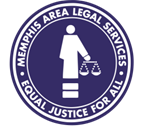 MEMPHIS AREA LEGAL SERVICES
EQUAL JUSTICE FOR ALL